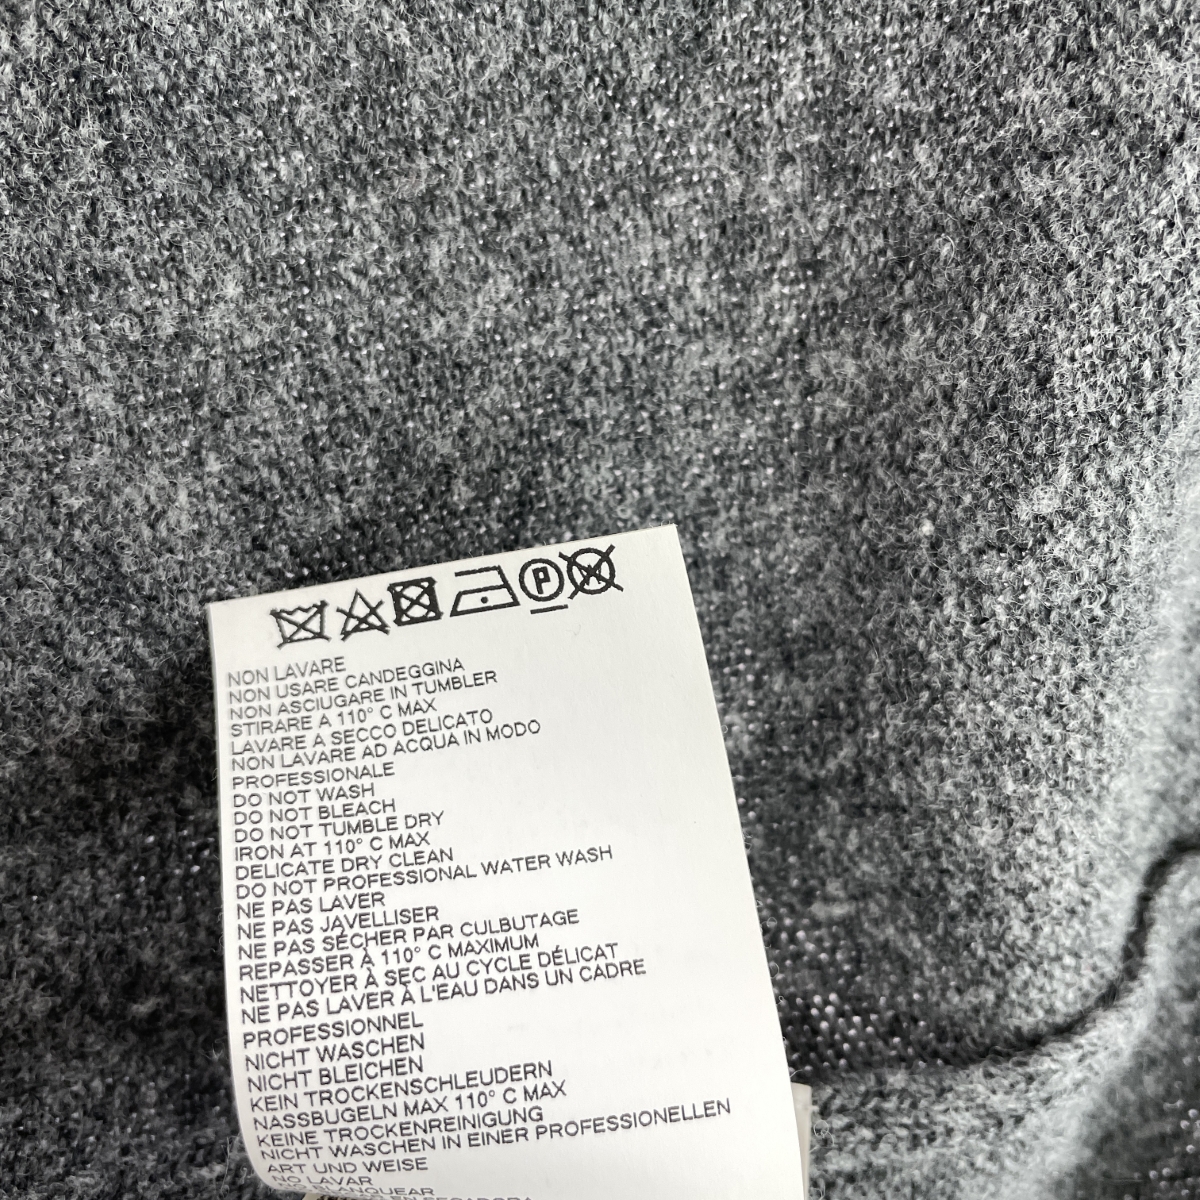 P
W
NON LAVARE
NON USARE CANDEGGINA
NON ASCIUGARE IN TUMBLER
STIRARE A 110° C MAX
LAVARE A SECCO DELICATO
NON LAVARE AD ACQUA IN MODO
PROFESSIONALE
DO NOT WASH
DO NOT BLEACH
DO NOT TUMBLE DRY
IRON AT 110° C MAX
DELICATE DRY CLEAN
DO NOT PROFESSIONAL WATER WASH
NE PAS LAVER
NE PAS JAVELLISER
NE PAS SÉCHER PAR CULBUTAGE
REPASSER À 110° C MAXIMUM
NETTOYER À SEC AU CYCLE DÉLICAT
NE PAS LAVER À L'EAU DANS UN CADRE
PROFESSIONNEL
NICHT WASCHEN
NICHT BLEICHEN
KEIN TROCKENSCHLEUDERN
NASSBUGELN MAX 110° C MAX
KEINE TROCKENREINIGUNG
NICHT WASCHEN IN EINER PROFESSIONELLEN
ART UND WEISE
NO LAVAR
BLANQUEAR
EN SECADORA